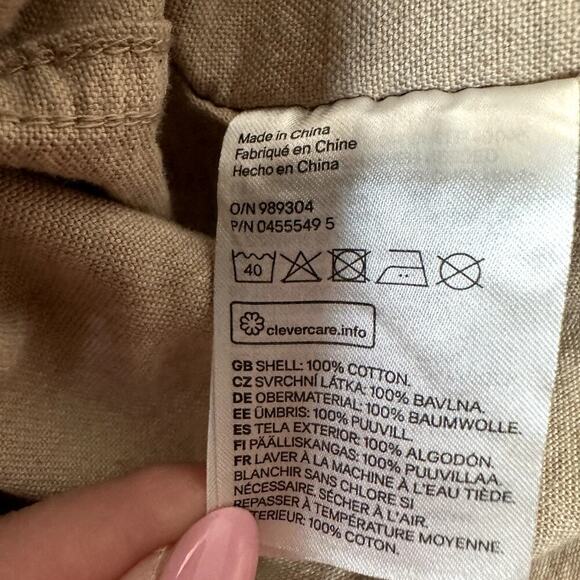 Made in China
Fabriqué en Chine
Hecho en China
O/N 989304
P/N 0455549 5
40
clevercare.info
GB SHELL: 100% COTTON.
CZ SVRCHNÍ LÁTKA: 100% BAVLNA.
DE OBERMATERIAL: 100% BAUMWOLLE.
EE ÜMBRIS: 100% PUUVILL.
ES TELA EXTERIOR: 100% ALGODÓN.
FI PÄÄLLISKANGAS: 100% PUUVILLAA.
FR LAVER À LA MACHINE À L'EAU TIÈDE.
BLANCHIR SANS CHLORE SI
NÉCESSAIRE. SÉCHER À L'AIR.
REPASSER À TEMPÉRATURE MOYENNE.
TERIEUR: 100% COTON.